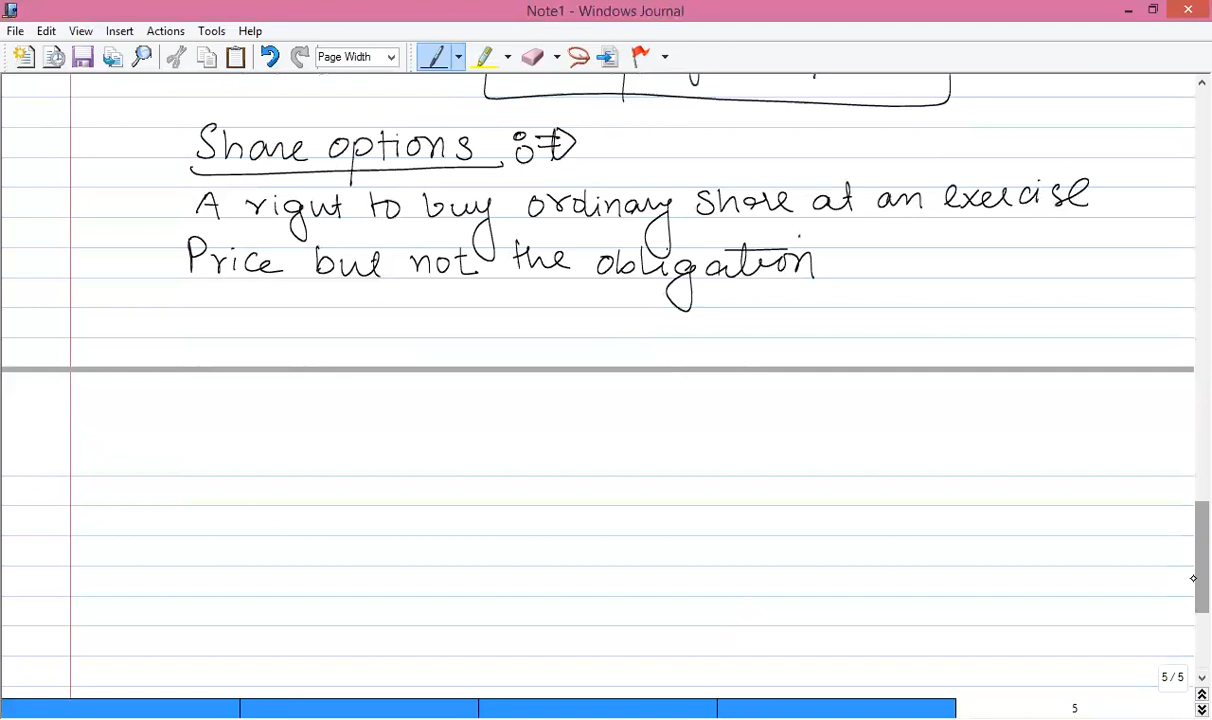 Note1 - Windows Journal
File Edit View Insert Actions Tools Help
Page Width
Share options :⇒
A right to buy ordinary share at an exercise
Price but not the obligation
5 / 5
5